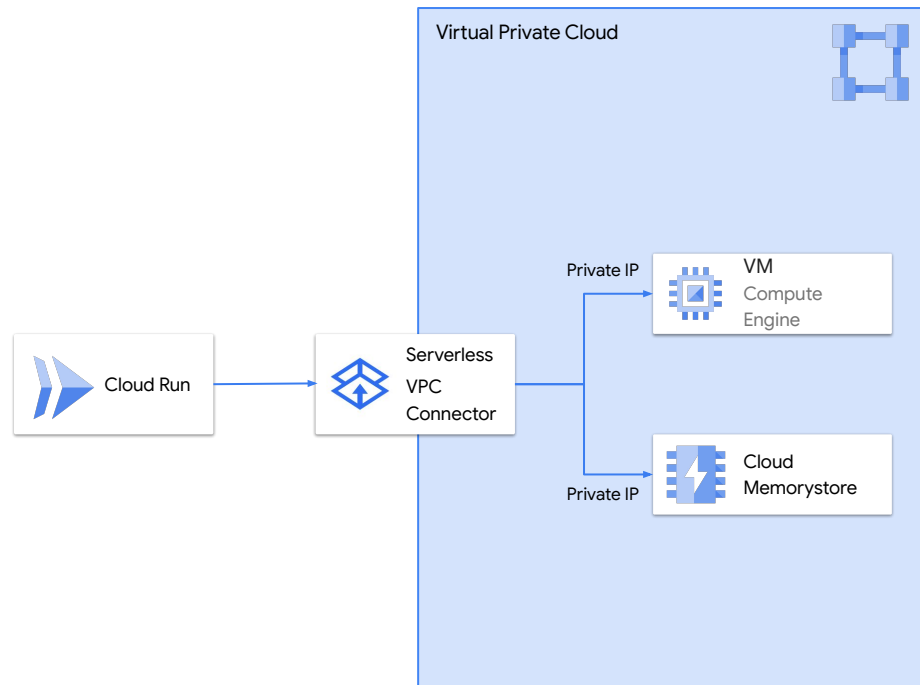 Virtual Private Cloud
Private IP
VM
Compute
Engine
Cloud Run
Serverless
VPC
Connector
Cloud
Memorystore
Private IP